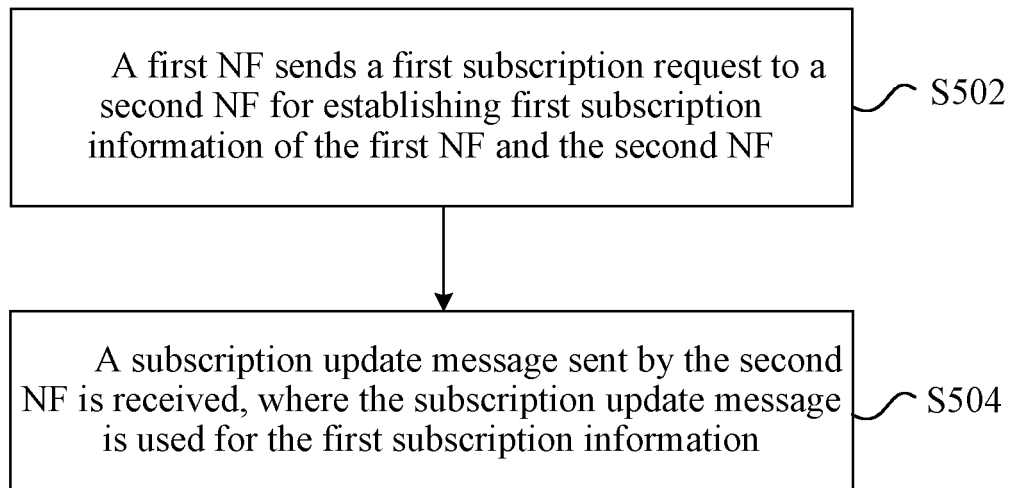 A first NF sends a first subscription request to a
second NF for establishing first subscription
information of the first NF and the second NF
S502
A subscription update message sent by the second
NF is received, where the subscription update message
is used for the first subscription information
S504